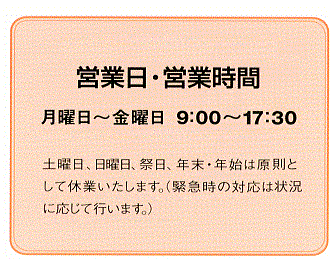 営業日・営業時間
月曜日～金曜日 9:00～17:30
土曜日、日曜日、祭日、年末・年始は原則と
して休業いたします。（緊急時の対応は状況
に応じて行います。）